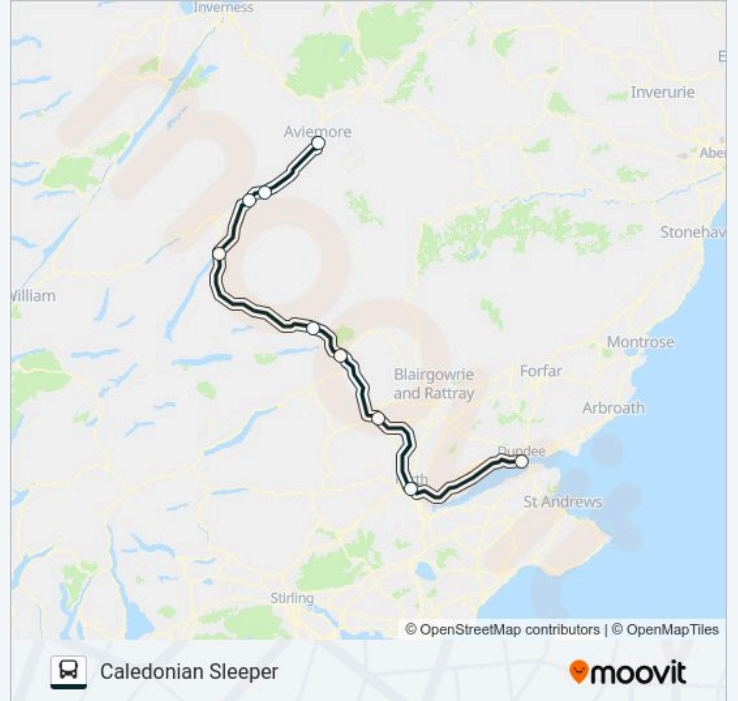 Inverness
E
Inverurie
Aviemore
Aber
Stonehav
William
Montrose
Blairgowrie
and Rattray
Forfar
Arbroath
Dundee
rth
St Andrews
Stirling
© OpenStreetMap contributors | © OpenMapTiles
Caledonian Sleeper
moovit